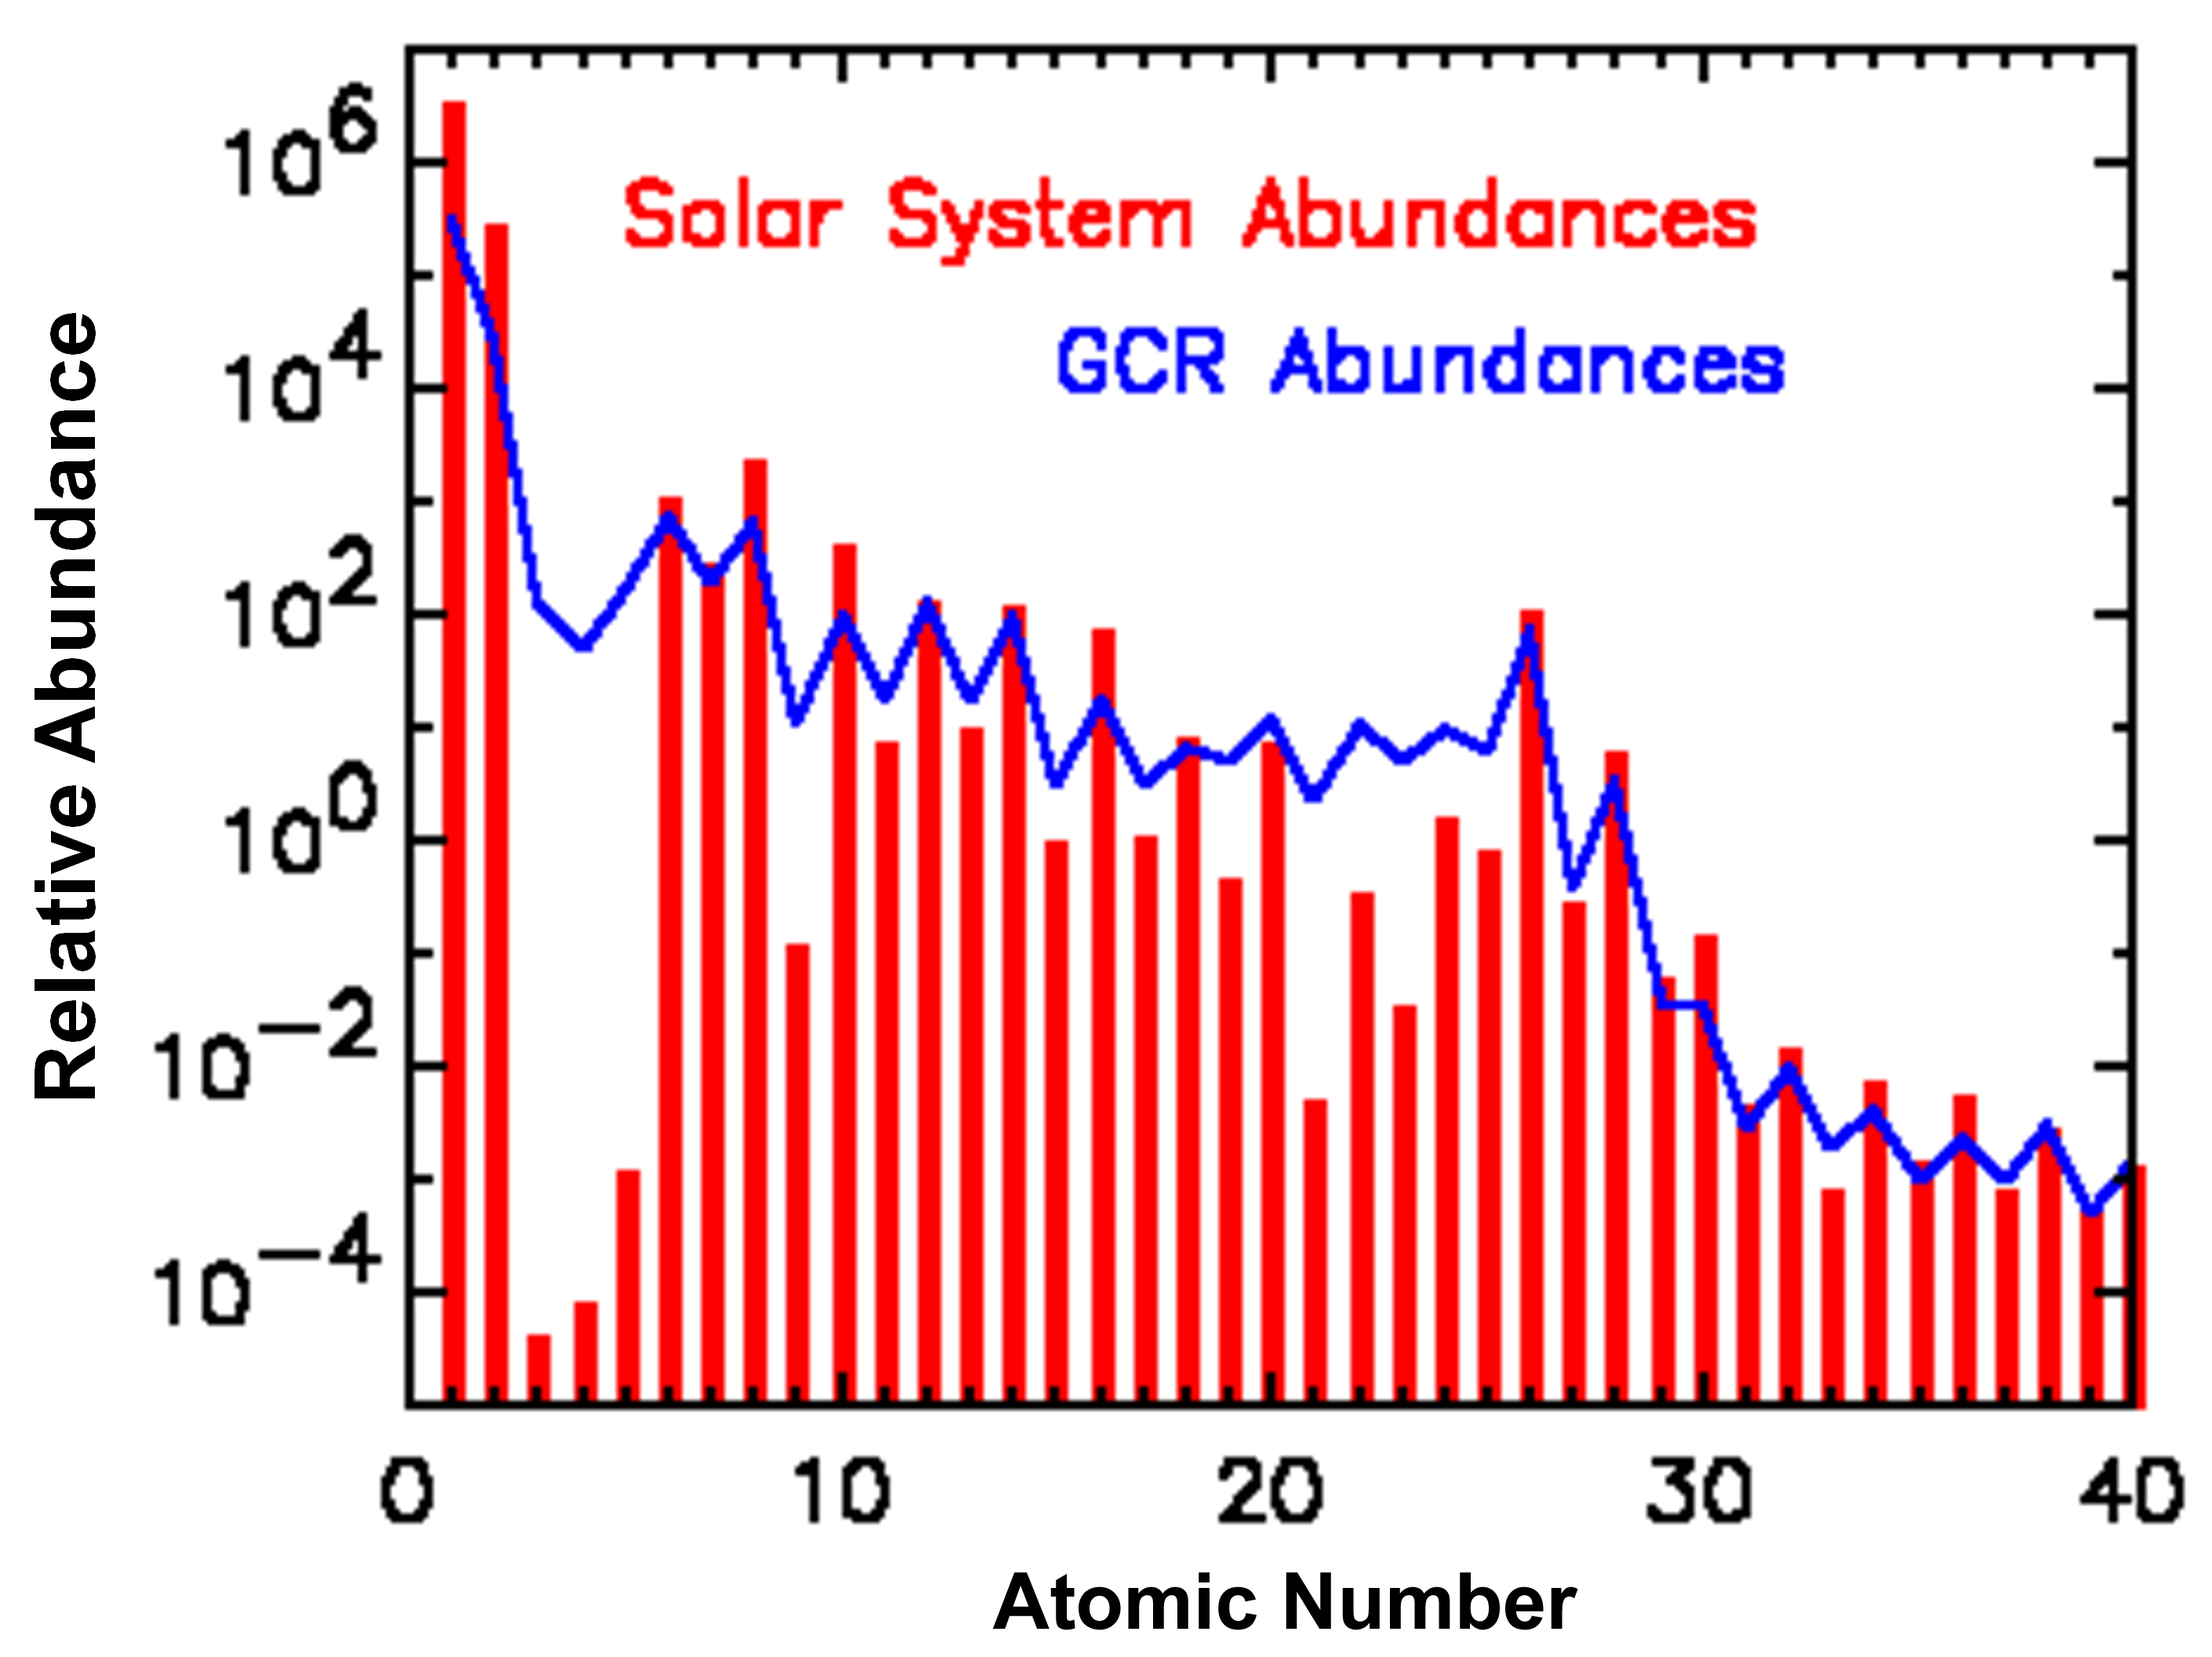 Relative Abundance
10^6
10^4
10^2
10^0
10^-2
10^-4
Solar System Abundances
GCR Abundances
0 10 20 30 40
Atomic Number